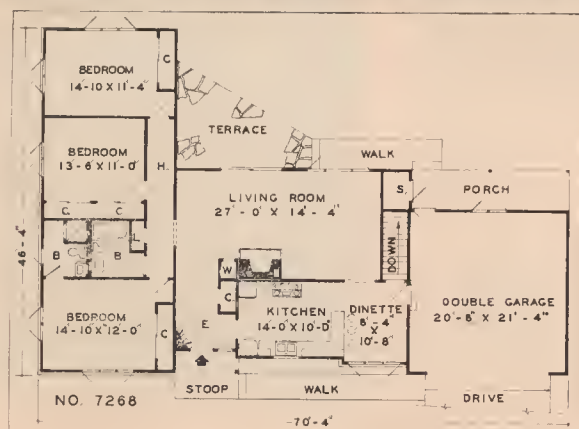 BEDROOM
14'-10 X 11'-4"
C
TERRACE
BEDROOM
13'-6 X 11'-0"
H.
WALK
C
C
LIVING ROOM
27'-0" X 14'-4"
S.
PORCH
46'-4"
B
B
W
DOWN
BEDROOM
14'-10 X 12'-0"
C
C
E
KITCHEN
14'-0 X 10'-0"
DINETTE
8'-4"
X
10'-8"
DOUBLE GARAGE
20'-8" X 21'-4"
STOOP
WALK
DRIVE
NO. 7268
70'-4"